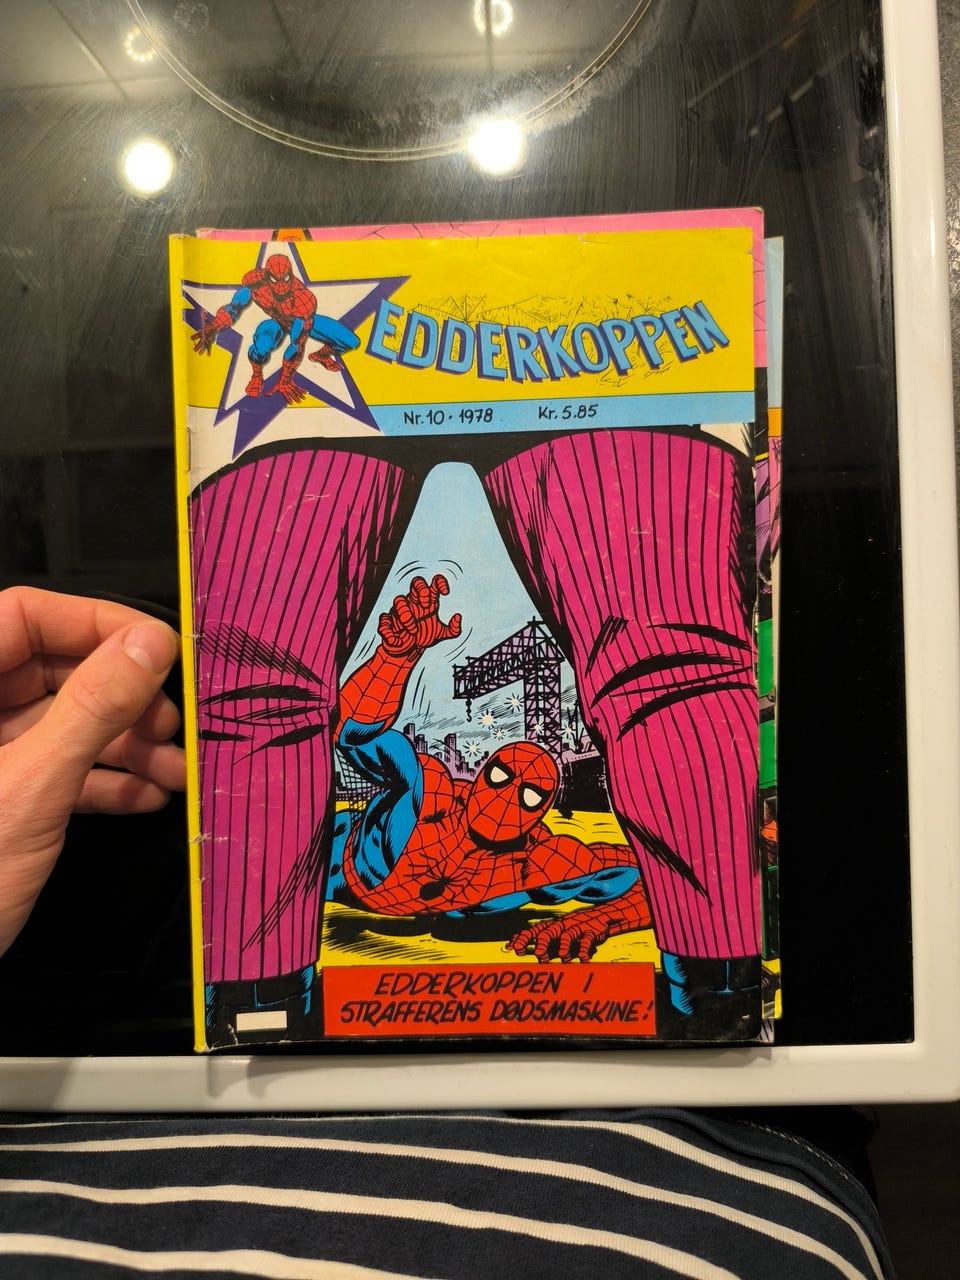 EDDERKOPPEN
Nr. 10 • 1978 Kr. 5.85
EDDERKOPPEN I
STRAFFERENS DØDSMASKINE!